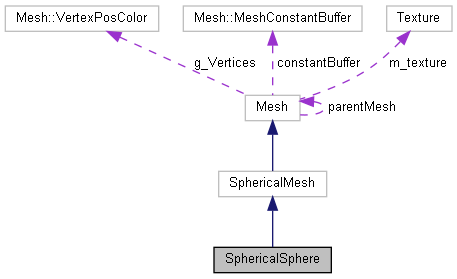 Mesh::VertexPosColor
Mesh::MeshConstantBuffer
Texture
g_Vertices
constantBuffer
m_texture
Mesh
parentMesh
SphericalMesh
SphericalSphere